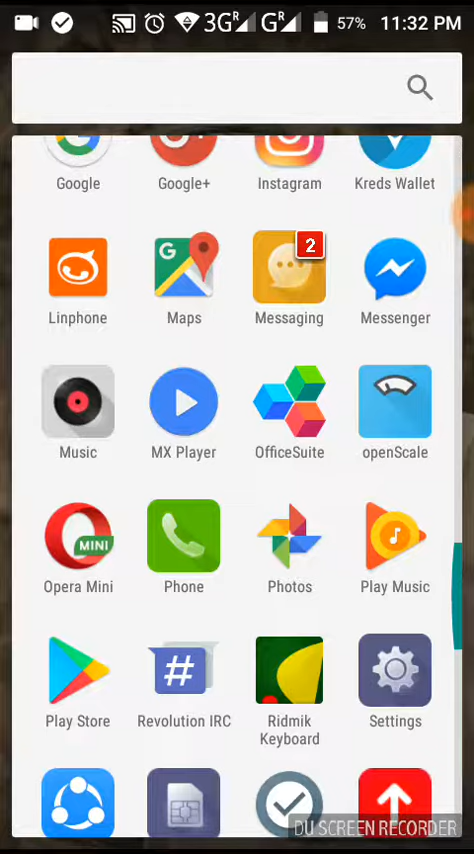 3G R G R 57% 11:32 PM
Google Google+ Instagram Kreds Wallet
2
Linphone Maps Messaging Messenger
Music MX Player OfficeSuite openScale
MINI
Opera Mini Phone Photos Play Music
#
Play Store Revolution IRC Ridmik Keyboard Settings
DU SCREEN RECORDER